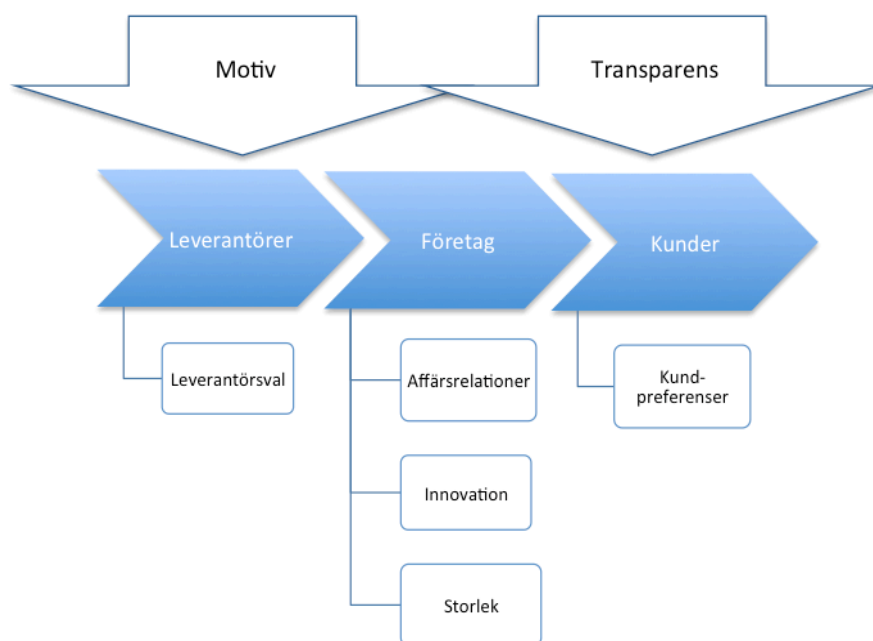 Motiv
Transparens
Leverantörer
Företag
Kunder
Leverantörsval
Affärsrelationer
Kund-
preferenser
Innovation
Storlek